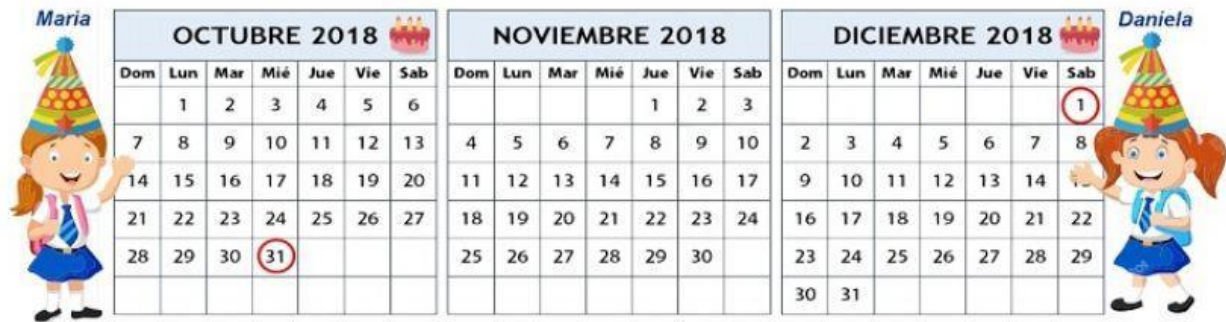 Maria
Daniela
OCTUBRE 2018
Dom Lun Mar Mié Jue Vie Sab
1 2 3 4 5 6
7 8 9 10 11 12 13
14 15 16 17 18 19 20
21 22 23 24 25 26 27
28 29 30 31
NOVIEMBRE 2018
Dom Lun Mar Mié Jue Vie Sab
1 2 3
4 5 6 7 8 9 10
11 12 13 14 15 16 17
18 19 20 21 22 23 24
25 26 27 28 29 30
DICIEMBRE 2018
Dom Lun Mar Mié Jue Vie Sab
1
2 3 4 5 6 7 8
9 10 11 12 13 14
16 17 18 19 20 21 22
23 24 25 26 27 28 29
30 31